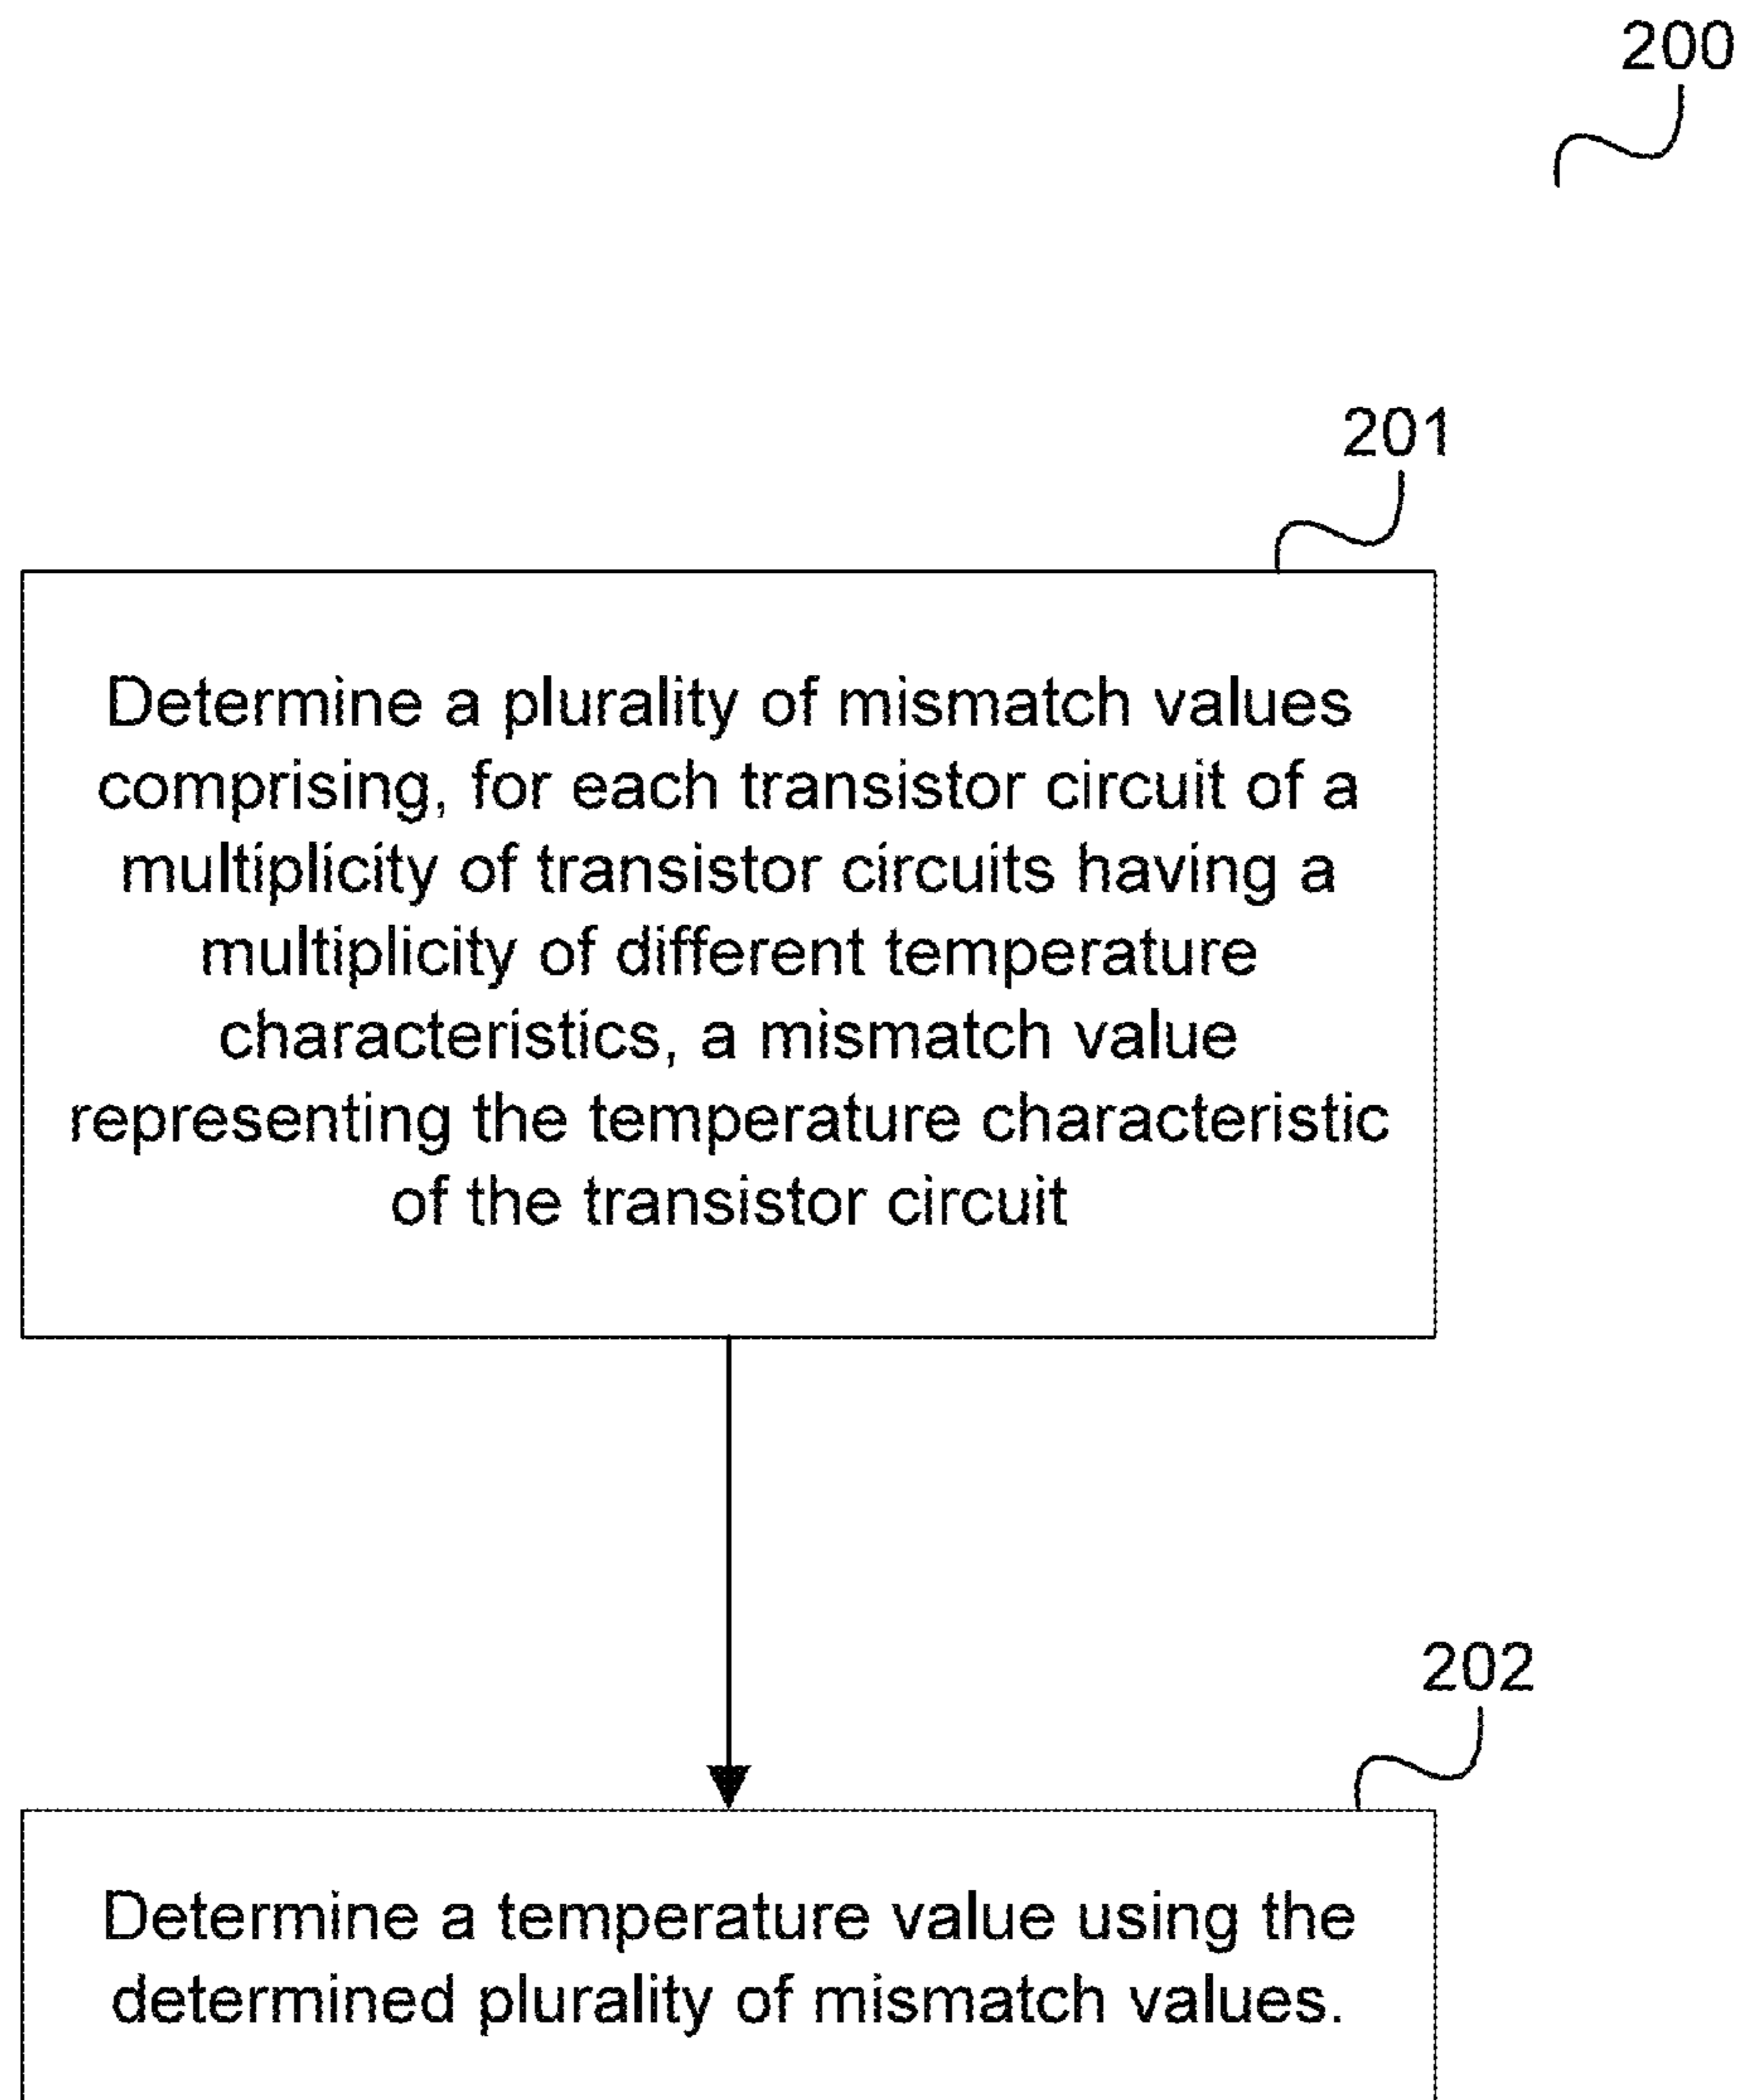 200
201
Determine a plurality of mismatch values
comprising, for each transistor circuit of a
multiplicity of transistor circuits having a
multiplicity of different temperature
characteristics, a mismatch value
representing the temperature characteristic
of the transistor circuit
202
Determine a temperature value using the
determined plurality of mismatch values.